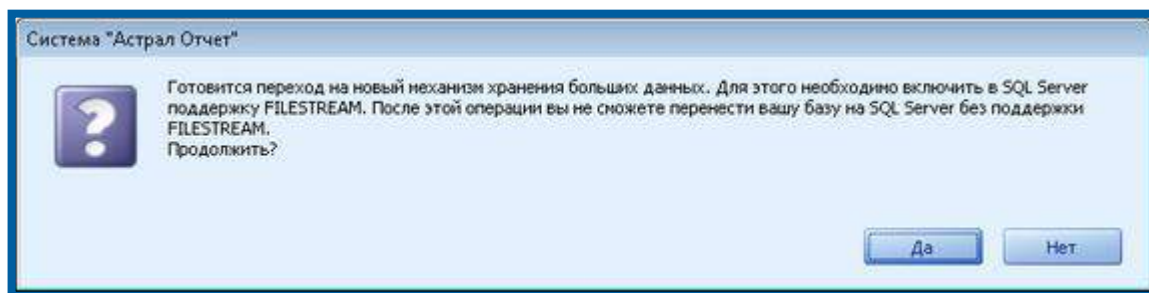 Система "Астрал Отчет"
Готовится переход на новый механизм хранения больших данных. Для этого необходимо включить в SQL Server
поддержку FILESTREAM. После этой операции вы не сможете перенести вашу базу на SQL Server без поддержки
FILESTREAM.
Продолжить?
Да
Нет